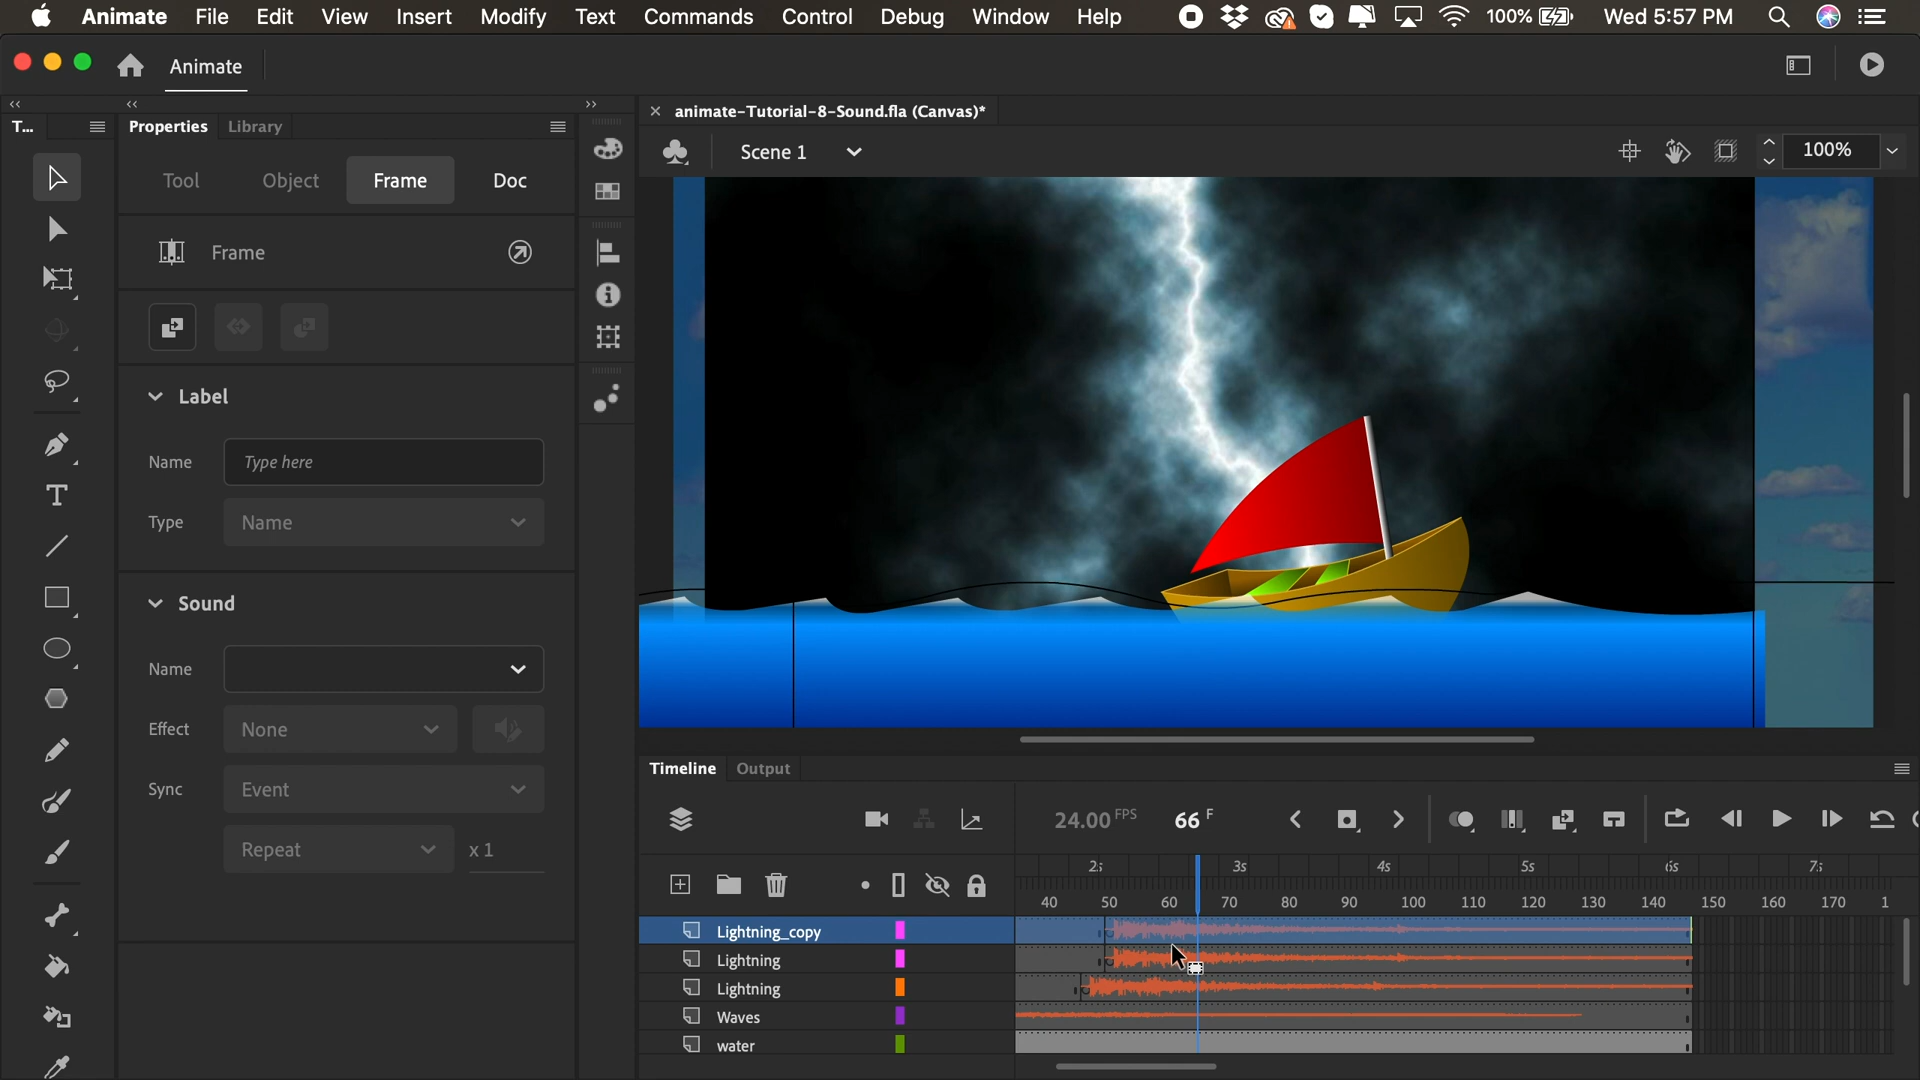 Animate File Edit View Insert Modify Text Commands Control Debug Window Help 100% Wed 5:57 PM
Animate
T... Properties Library
animate-Tutorial-8-Sound.fla (Canvas)*
Scene 1 100%
Tool Object Frame Doc
Frame
Label
Name Type here
Type Name
Sound
Name
Effect None
Sync Event
Repeat x 1
Timeline Output
24.00 FPS 66 F
2s 3s 4s 5s 6s 7s
40 50 60 70 80 90 100 110 120 130 140 150 160 170 1
Lightning_copy
Lightning
Lightning
Waves
water